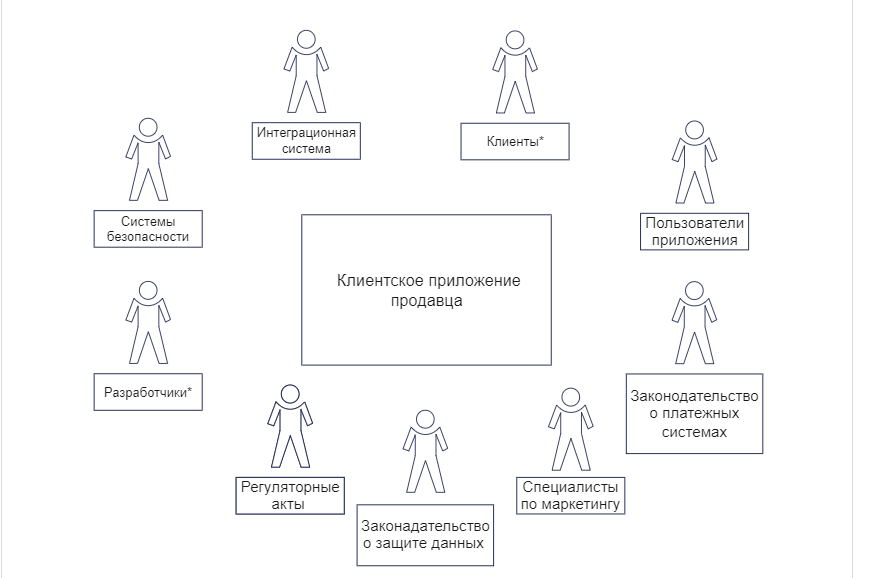 Интеграционная
система
Клиенты*
Системы
безопасности
Пользователи
приложения
Клиентское приложение
продавца
Разработчики*
Законодательство
о платежных
системах
Регуляторные
акты
Специалисты
по маркетингу
Законадательство
о защите данных